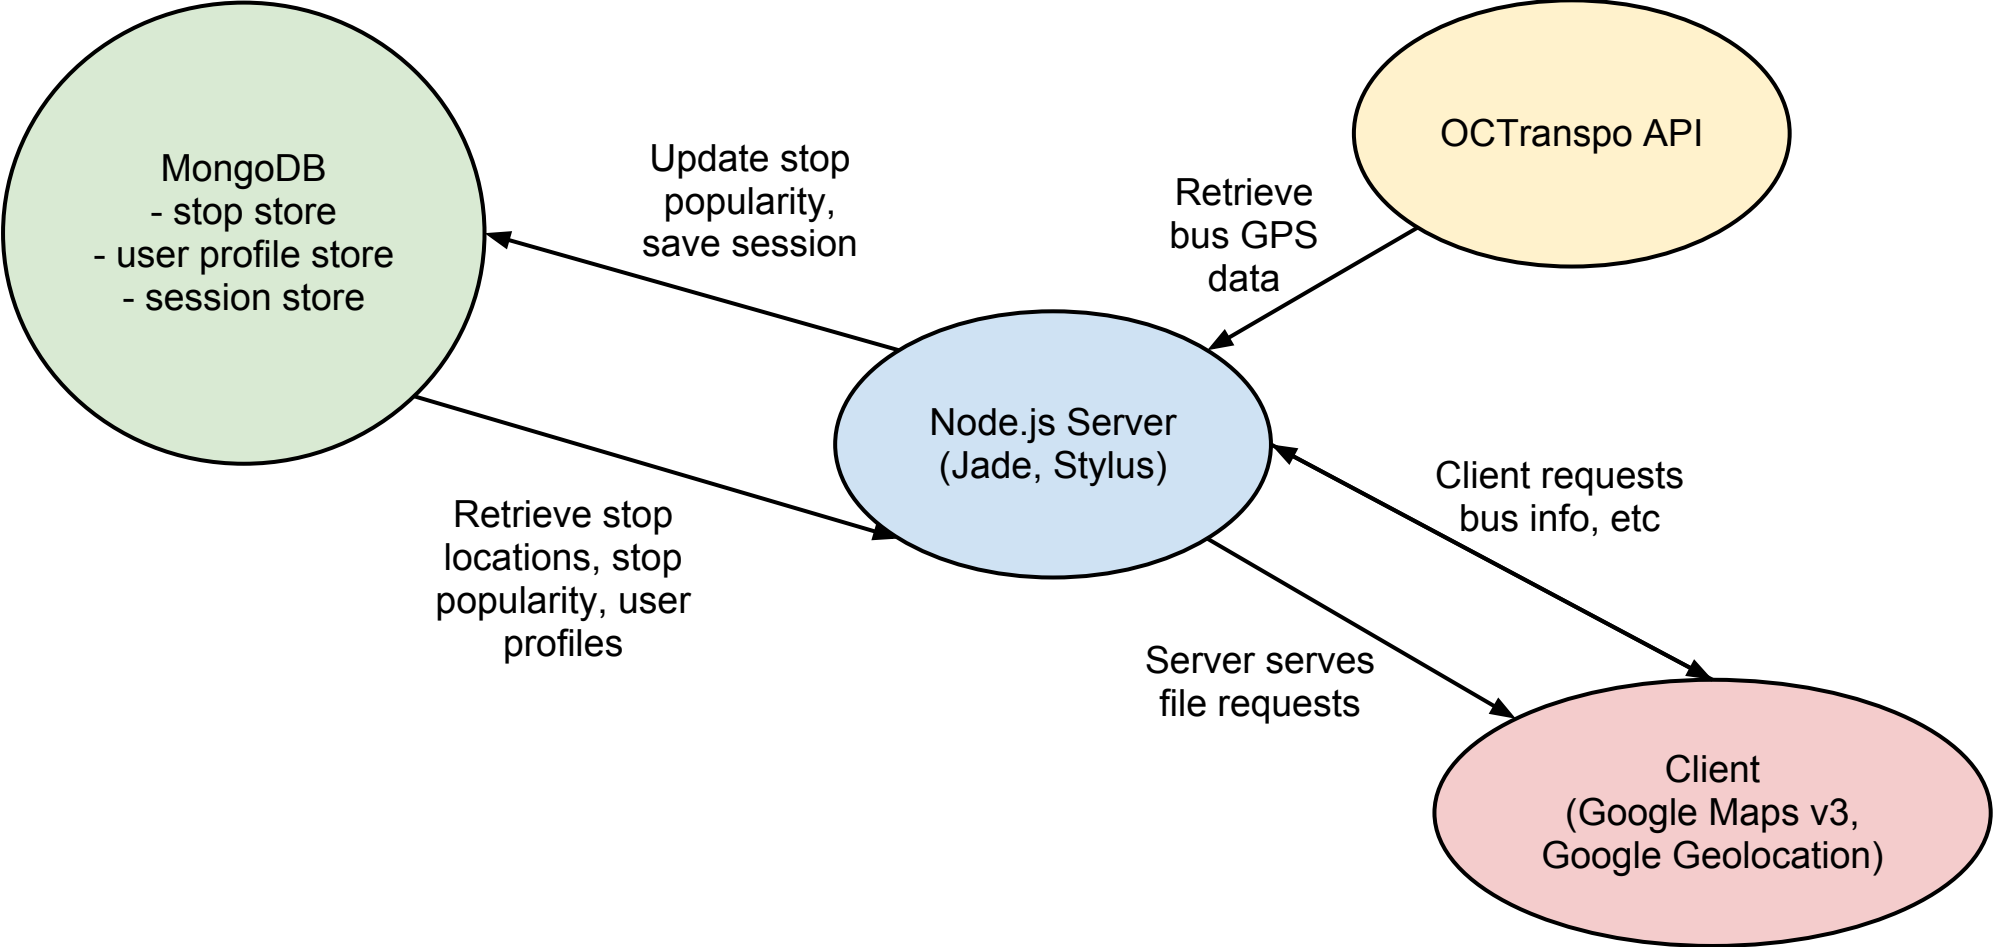 MongoDB
- stop store
- user profile store
- session store
Update stop
popularity,
save session
OCTranspo API
Retrieve
bus GPS
data
Node.js Server
(Jade, Stylus)
Client requests
bus info, etc
Retrieve stop
locations, stop
popularity, user
profiles
Server serves
file requests
Client
(Google Maps v3,
Google Geolocation)